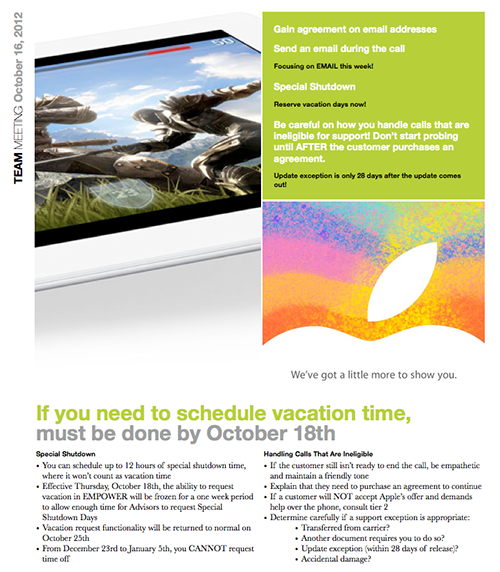 TEAM MEETING October 16, 2012
50
Gain agreement on email addresses
Send an email during the call
Focusing on EMAIL this week!
Special Shutdown
Reserve vacation days now!
Be careful on how you handle calls that are
ineligible for support! Don't start probing
until AFTER the customer purchases an
agreement.
Update exception is only 28 days after the update comes
out!
We've got a little more to show you.
If you need to schedule vacation time,
must be done by October 18th
Special Shutdown
• You can schedule up to 12 hours of special shutdown time,
where it won't count as vacation time
• Effective Thursday, October 18th, the ability to request
vacation in EMPOWER will be frozen for a one week period
to allow enough time for Advisors to request Special
Shutdown Days
• Vacation request functionality will be returned to normal on
October 25th
• From December 23rd to January 5th, you CANNOT request
time off
Handling Calls That Are Ineligible
• If the customer still isn't ready to end the call, be empathetic
and maintain a friendly tone
• Explain that they need to purchase an agreement to continue
• If a customer will NOT accept Apple's offer and demands
help over the phone, consult tier 2
• Determine carefully if a support exception is appropriate:
• Transferred from carrier?
• Another document requires you to do so?
• Update exception (within 28 days of release)?
• Accidental damage?